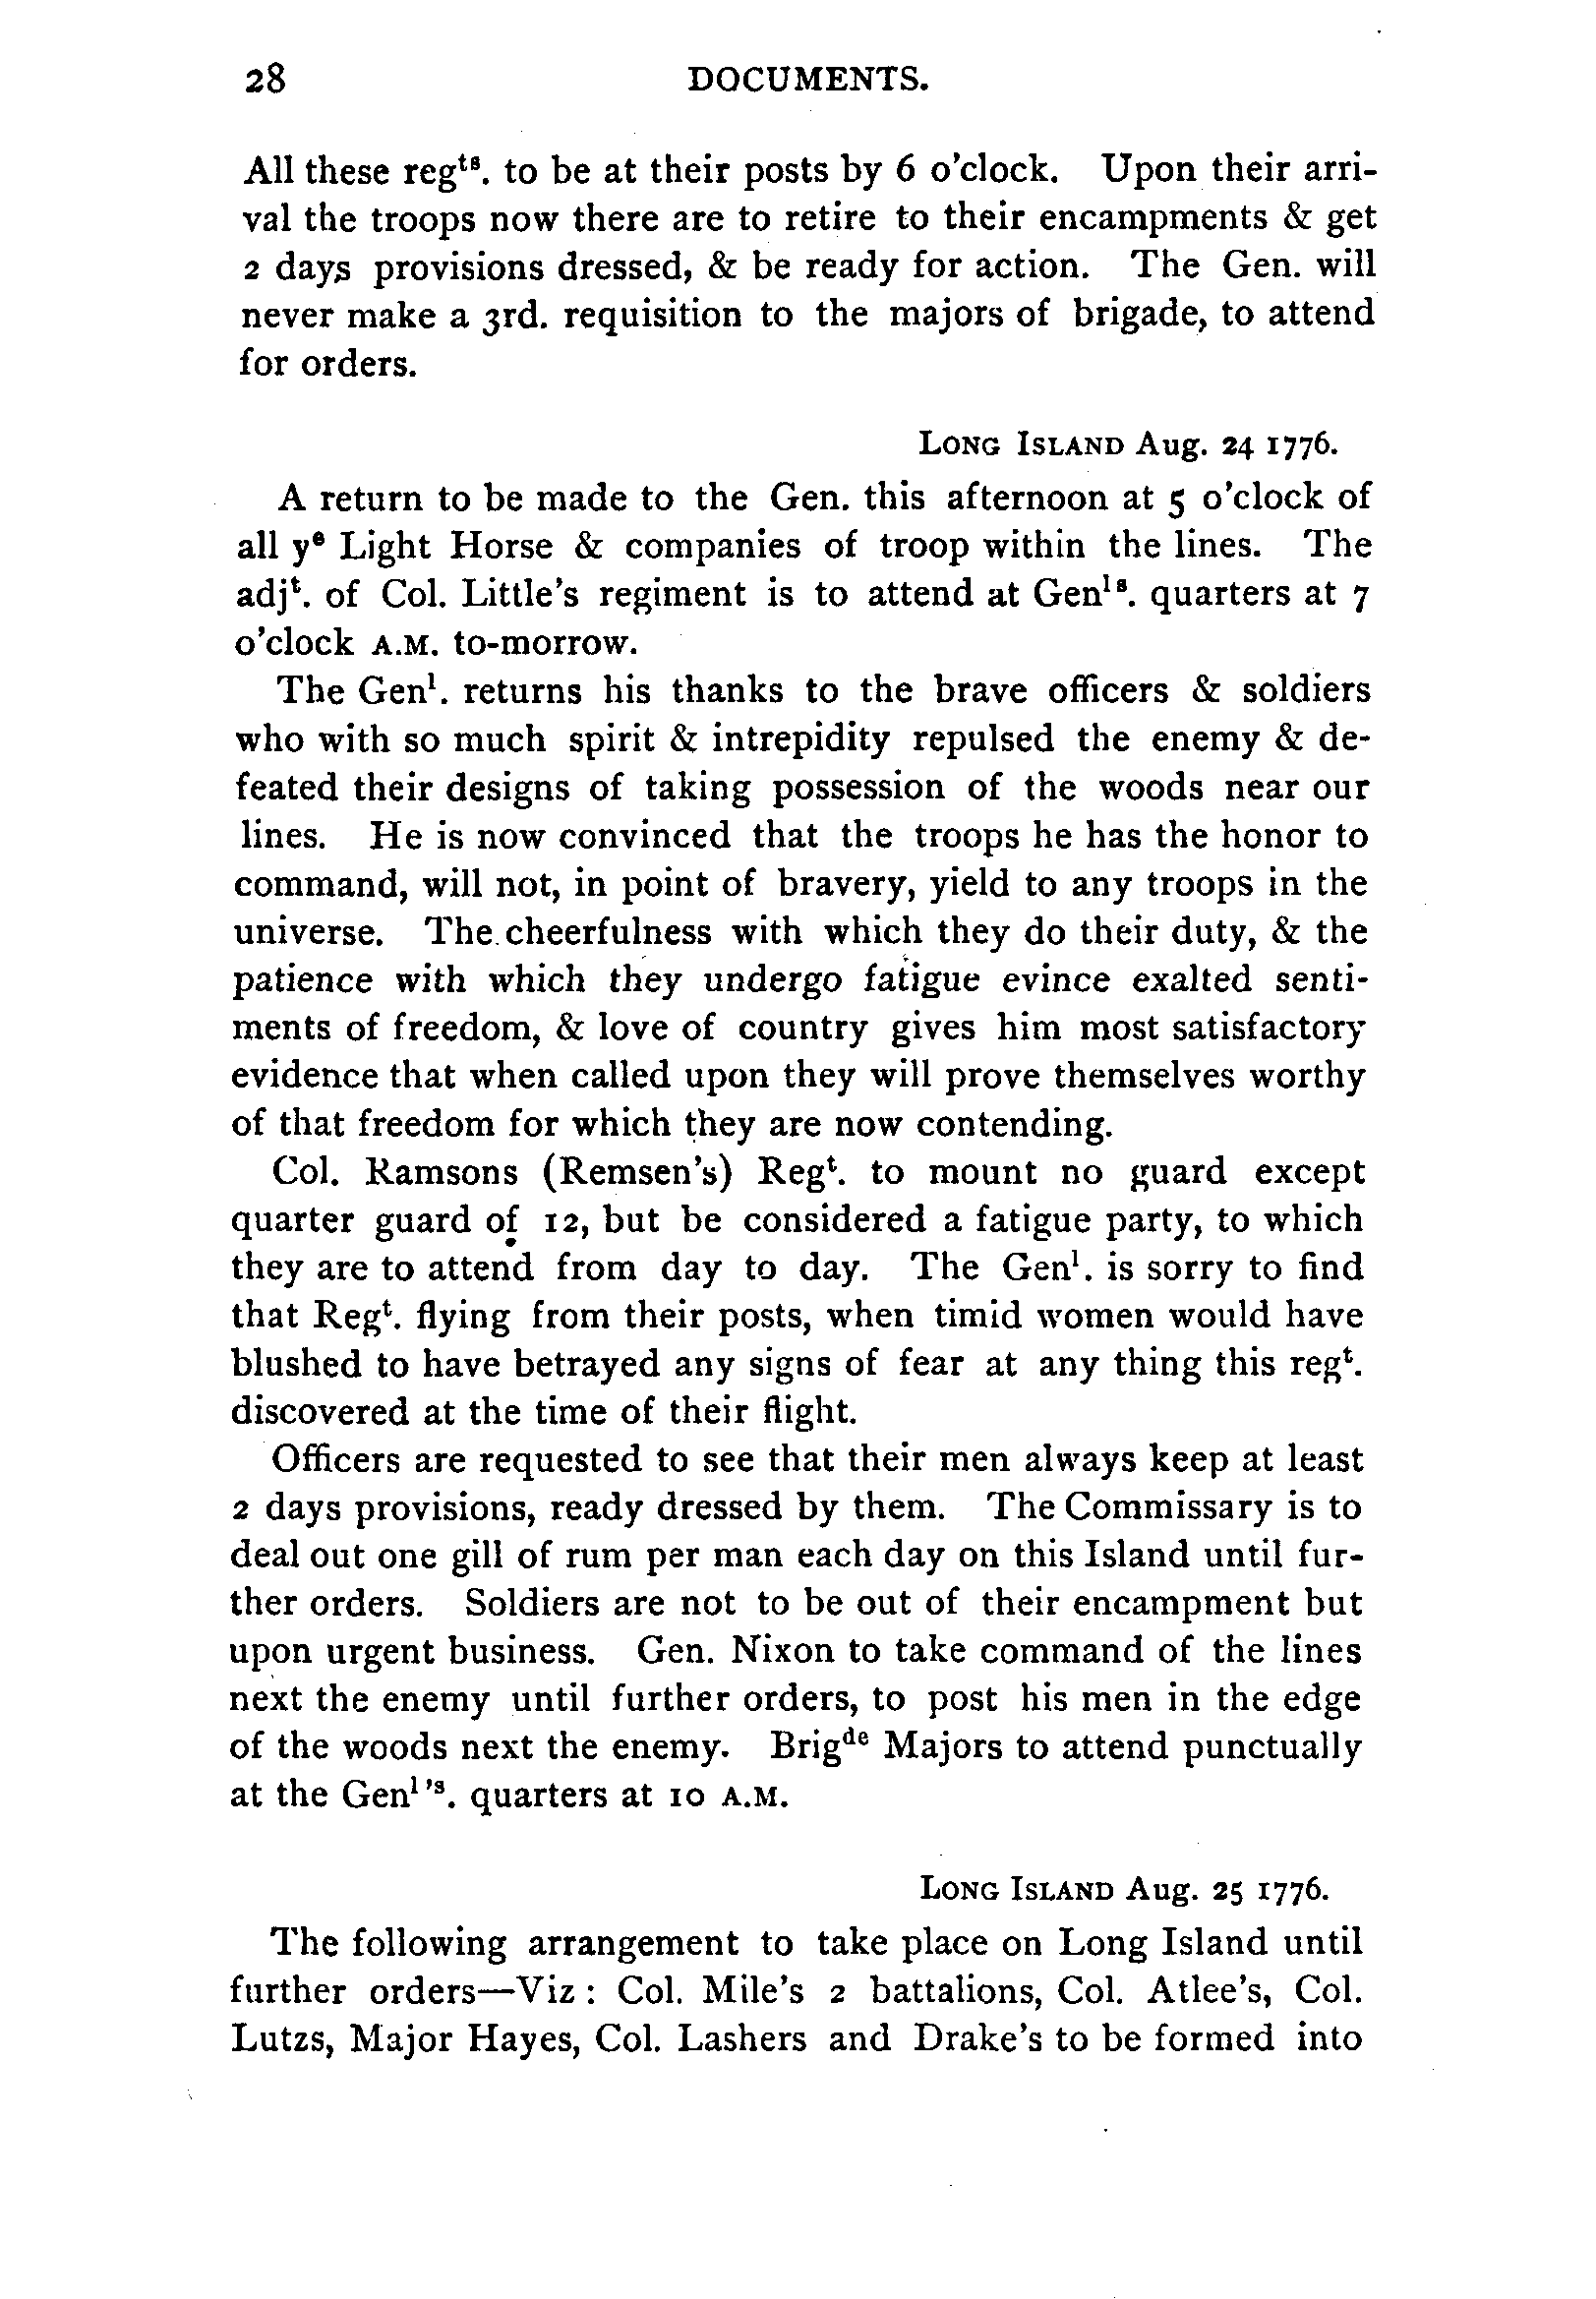 28 DOCUMENTS.
All these regᵗˢ. to be at their posts by 6 o'clock. Upon their arri-
val the troops now there are to retire to their encampments & get
2 days provisions dressed, & be ready for action. The Gen. will
never make a 3rd. requisition to the majors of brigade, to attend
for orders.
LONG ISLAND Aug. 24 1776.
A return to be made to the Gen. this afternoon at 5 o'clock of
all yᵉ Light Horse & companies of troop within the lines. The
adjᵗ. of Col. Little's regiment is to attend at Genˡˢ. quarters at 7
o'clock A.M. to-morrow.
The Genˡ. returns his thanks to the brave officers & soldiers
who with so much spirit & intrepidity repulsed the enemy & de-
feated their designs of taking possession of the woods near our
lines. He is now convinced that the troops he has the honor to
command, will not, in point of bravery, yield to any troops in the
universe. The cheerfulness with which they do their duty, & the
patience with which they undergo fatigue evince exalted senti-
ments of freedom, & love of country gives him most satisfactory
evidence that when called upon they will prove themselves worthy
of that freedom for which they are now contending.
Col. Ramsons (Remsen's) Regᵗ. to mount no guard except
quarter guard of 12, but be considered a fatigue party, to which
they are to attend from day to day. The Genˡ. is sorry to find
that Regᵗ. flying from their posts, when timid women would have
blushed to have betrayed any signs of fear at any thing this regᵗ.
discovered at the time of their flight.
Officers are requested to see that their men always keep at least
2 days provisions, ready dressed by them. The Commissary is to
deal out one gill of rum per man each day on this Island until fur-
ther orders. Soldiers are not to be out of their encampment but
upon urgent business. Gen. Nixon to take command of the lines
next the enemy until further orders, to post his men in the edge
of the woods next the enemy. Brigᵈᵉ Majors to attend punctually
at the Genˡ'ˢ. quarters at 10 A.M.
LONG ISLAND Aug. 25 1776.
The following arrangement to take place on Long Island until
further orders—Viz : Col. Mile's 2 battalions, Col. Atlee's, Col.
Lutzs, Major Hayes, Col. Lashers and Drake's to be formed into